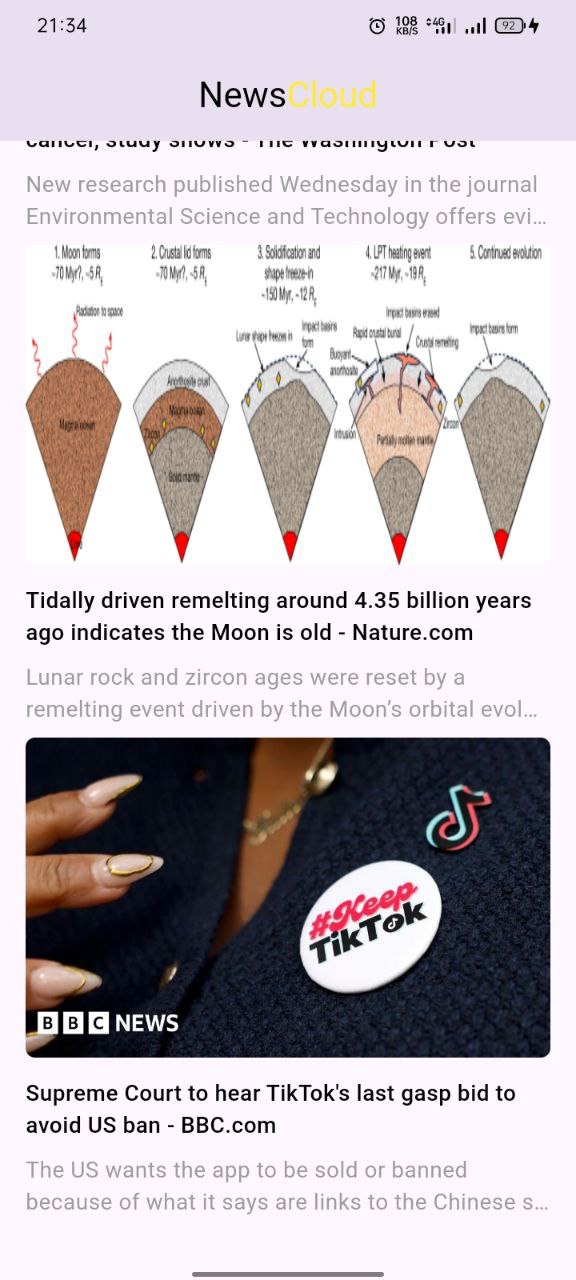 21:34
108
KB/S
4G
92
NewsCloud
cancer, study shows - The Washington Post
New research published Wednesday in the journal
Environmental Science and Technology offers evi...
1. Moon forms
~70 Myr?, ~5 RE
2. Crustal lid forms
~70 Myr?, ~5 RE
3. Solidification and
shape freeze-in
~150 Myr, ~12 RE
4. LPT heating event
~217 Myr, ~19 RE
5. Continued evolution
Radiation to space
Magma ocean
Anorthosite crust
Magma ocean
Zircon
Solid mantle
Lunar shape freezes in
Impact basins
form
Impact basins erased
Rapid crustal burial
Crustal remelting
Buoyant
anorthosite
Intrusion
Partially molten mantle
Impact basins form
Zircon
Tidally driven remelting around 4.35 billion years
ago indicates the Moon is old - Nature.com
Lunar rock and zircon ages were reset by a
remelting event driven by the Moon’s orbital evol...
#Keep
TikTok
BBC NEWS
Supreme Court to hear TikTok's last gasp bid to
avoid US ban - BBC.com
The US wants the app to be sold or banned
because of what it says are links to the Chinese s...